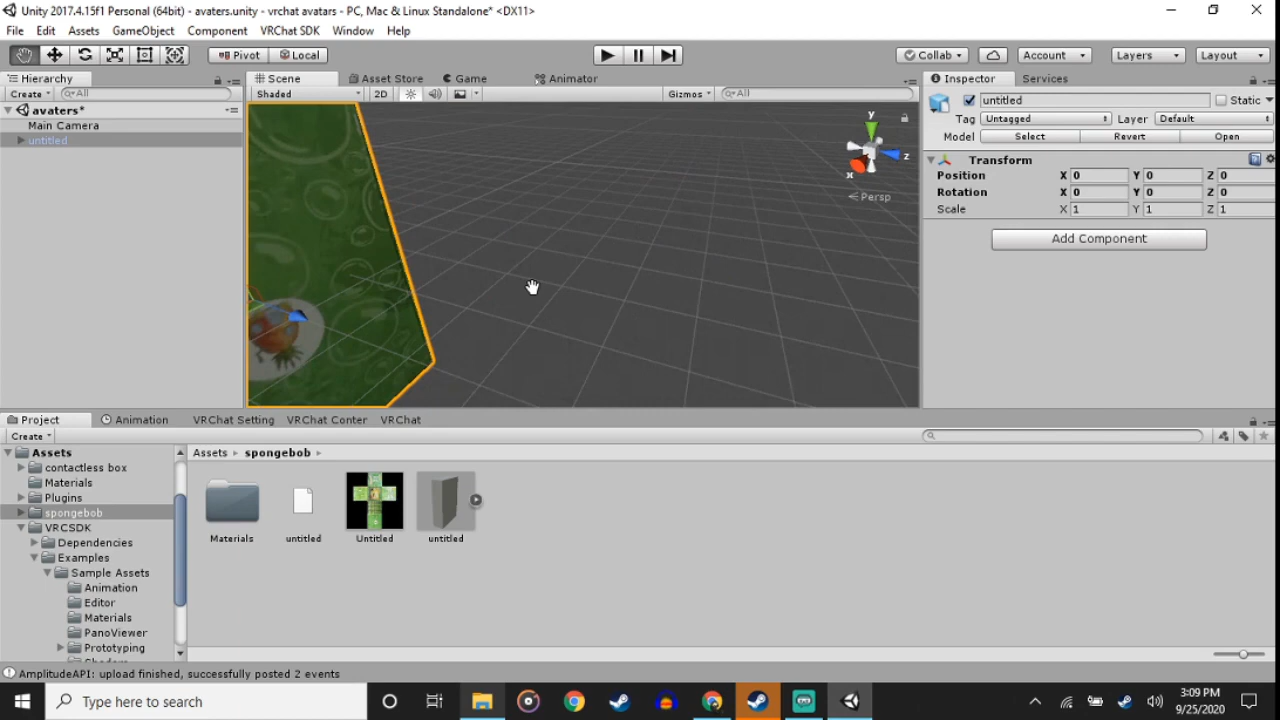 Unity 2017.4.15f1 Personal (64bit) - avaters.unity - vrchat avatars - PC, Mac & Linux Standalone* <DX11>
File Edit Assets GameObject Component VRChat SDK Window Help
Pivot Local Collab Account Layers Layout
Hierarchy Scene Asset Store Game Animator Inspector Services
Create All Shaded 2D Gizmos All untitled Static
avaters* Tag Untagged Layer Default
Main Camera Model Select Revert Open
untitled Transform
y z x Persp
Position X 0 Y 0 Z 0
Rotation X 0 Y 0 Z 0
Scale X 1 Y 1 Z 1
Add Component
Project Animation VRChat Setting VRChat Conter VRChat
Create
Assets Assets spongebob
contactless box
Materials
Plugins
spongebob
VRCSDK
Dependencies Materials untitled Untitled untitled
Examples
Sample Assets
Animation
Editor
Materials
PanoViewer
Prototyping
Shaders
AmplitudeAPI: upload finished, successfully posted 2 events
Type here to search
3:09 PM
9/25/2020